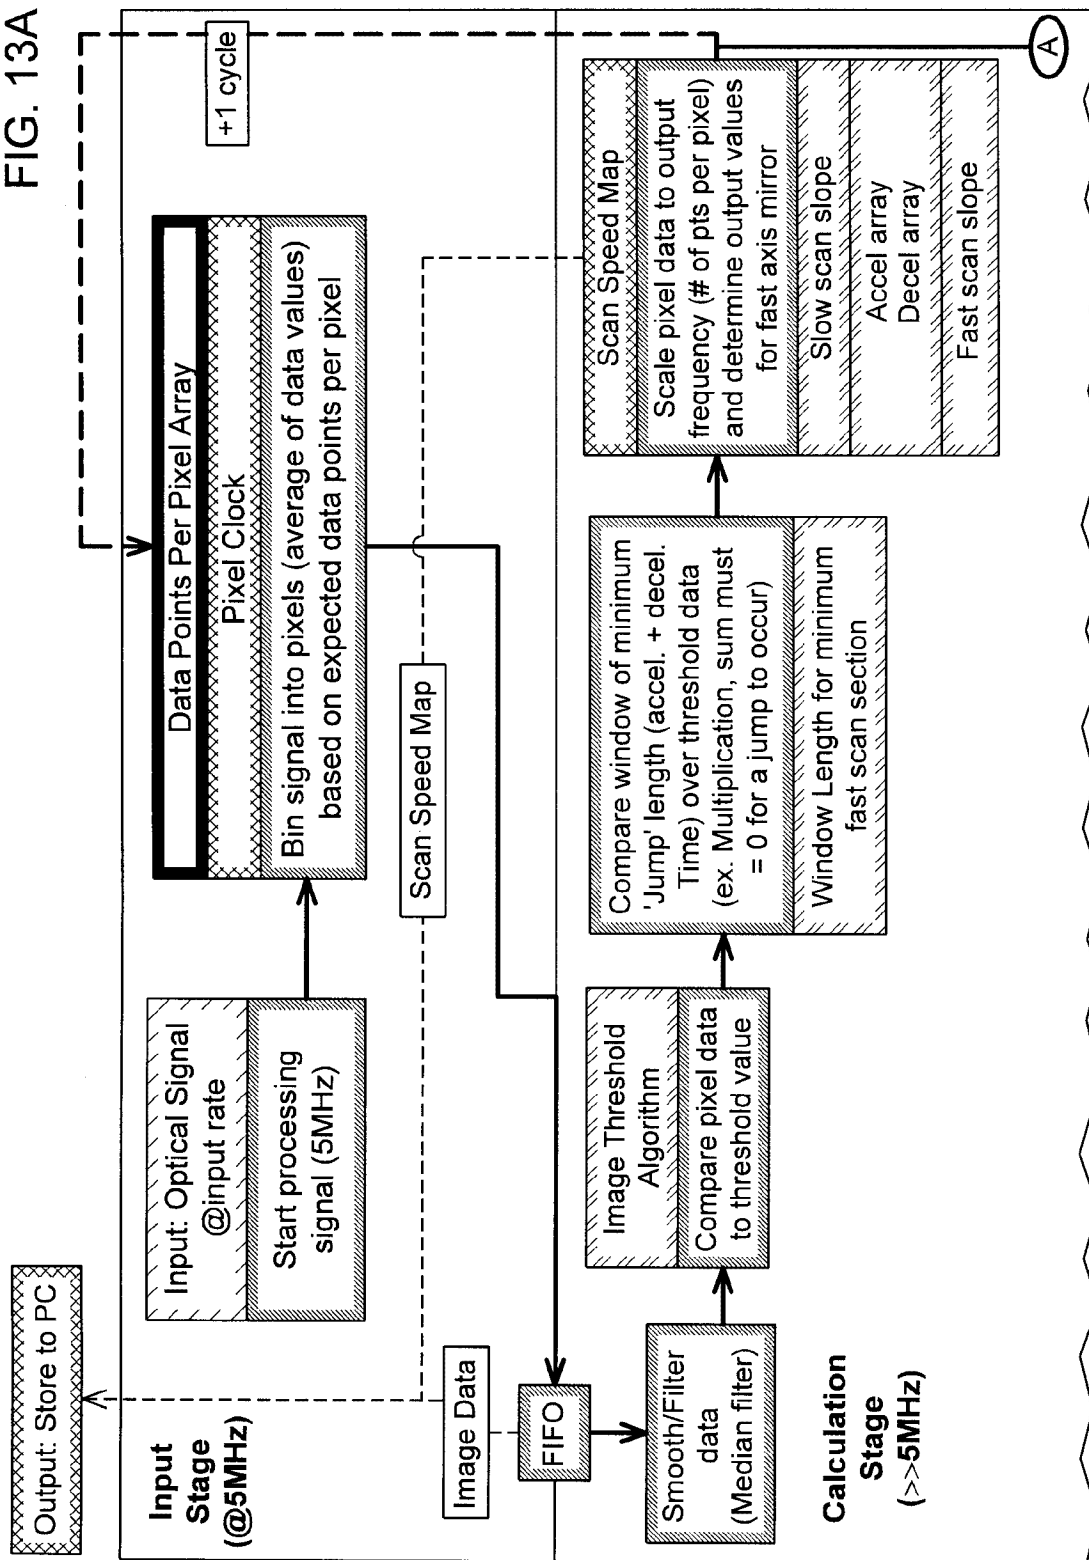 FIG. 13A
Output: Store to PC
Input
Stage
(@5MHz)
Input: Optical Signal
@input rate
Start processing
signal (5MHz)
Data Points Per Pixel Array
Pixel Clock
Bin signal into pixels (average of data values)
based on expected data points per pixel
+1 cycle
Image Data
Scan Speed Map
FIFO
Smooth/Filter
data
(Median filter)
Calculation
Stage
(>>5MHz)
Image Threshold
Algorithm
Compare pixel data
to threshold value
Compare window of minimum
'Jump' length (accel. + decel.
Time) over threshold data
(ex. Multiplication, sum must
= 0 for a jump to occur)
Window Length for minimum
fast scan section
Scan Speed Map
Scale pixel data to output
frequency (# of pts per pixel)
and determine output values
for fast axis mirror
Slow scan slope
Accel array
Decel array
Fast scan slope
A